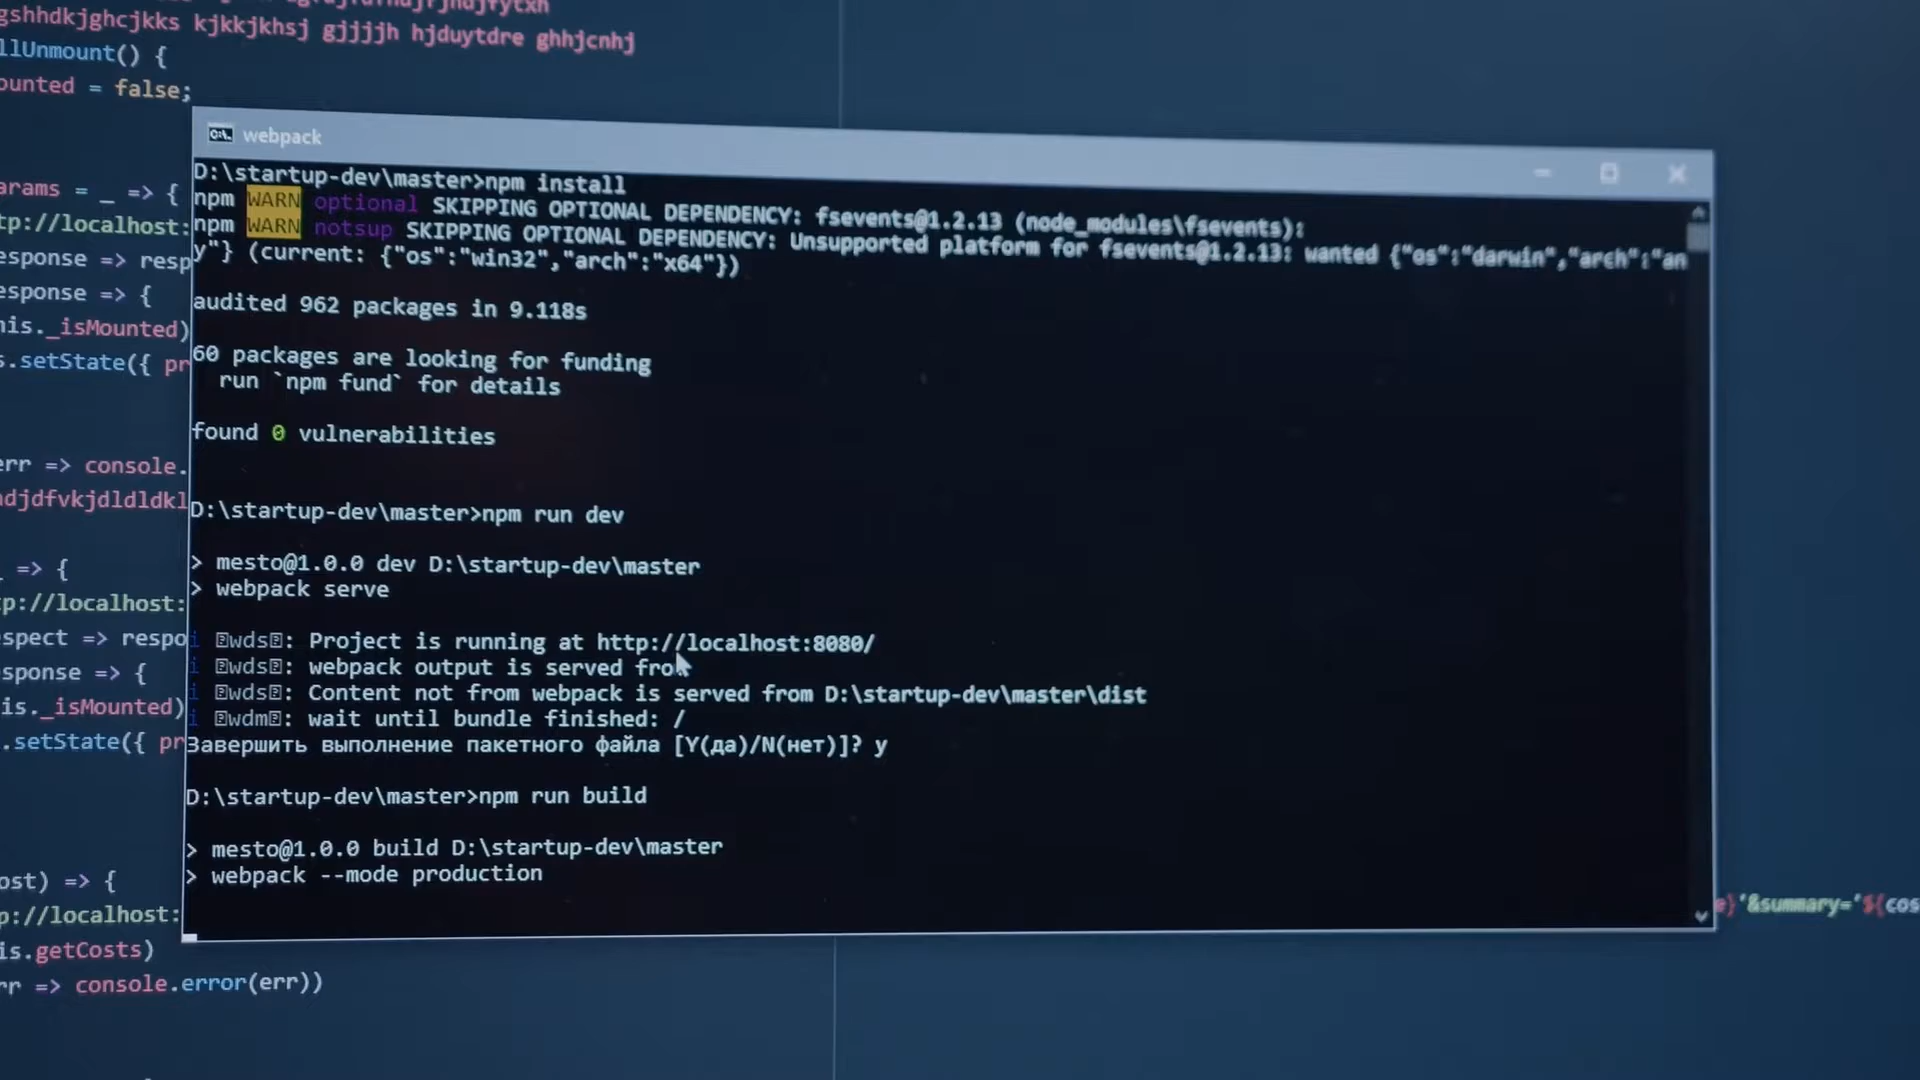 gshhdkjghcjkks kjkkjkhsj gjjjjh hjduytdre ghhjcnhj
llUnmount() {
ounted = false;
webpack
D:\startup-dev\master>npm install
npm WARN optional SKIPPING OPTIONAL DEPENDENCY: fsevents@1.2.13 (node_modules\fsevents):
npm WARN notsup SKIPPING OPTIONAL DEPENDENCY: Unsupported platform for fsevents@1.2.13: wanted {"os":"darwin","arch":"an
y"} (current: {"os":"win32","arch":"x64"})
audited 962 packages in 9.118s
60 packages are looking for funding
run `npm fund` for details
found 0 vulnerabilities
D:\startup-dev\master>npm run dev
> mesto@1.0.0 dev D:\startup-dev\master
> webpack serve
i ⍰wds⍰: Project is running at http://localhost:8080/
i ⍰wds⍰: webpack output is served from
i ⍰wds⍰: Content not from webpack is served from D:\startup-dev\master\dist
i ⍰wdm⍰: wait until bundle finished: /
Завершить выполнение пакетного файла [Y(да)/N(нет)]? y
D:\startup-dev\master>npm run build
> mesto@1.0.0 build D:\startup-dev\master
> webpack --mode production
arams = _ => {
tp://localhost:
esponse => resp
esponse => {
his._isMounted)
s.setState({ pr
err => console.
djdfvkjdldldkl
_ => {
tp://localhost:
espect => respo
sponse => {
is._isMounted)
.setState({ pr
ost) => {
p://localhost:
is.getCosts)
rr => console.error(err))
e}'&summary='${cos